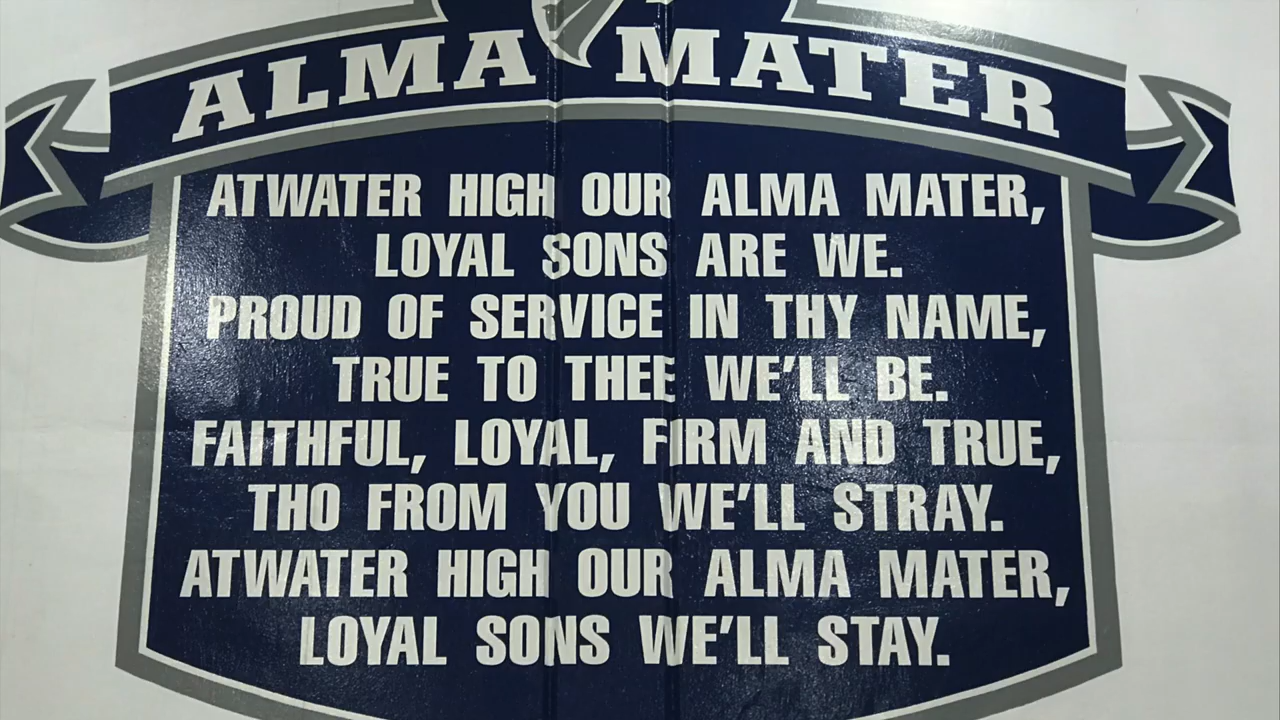 ALMA MATER
ATWATER HIGH OUR ALMA MATER,
LOYAL SONS ARE WE.
PROUD OF SERVICE IN THY NAME,
TRUE TO THEE WE'LL BE.
FAITHFUL, LOYAL, FIRM AND TRUE,
THO FROM YOU WE'LL STRAY.
ATWATER HIGH OUR ALMA MATER,
LOYAL SONS WE'LL STAY.